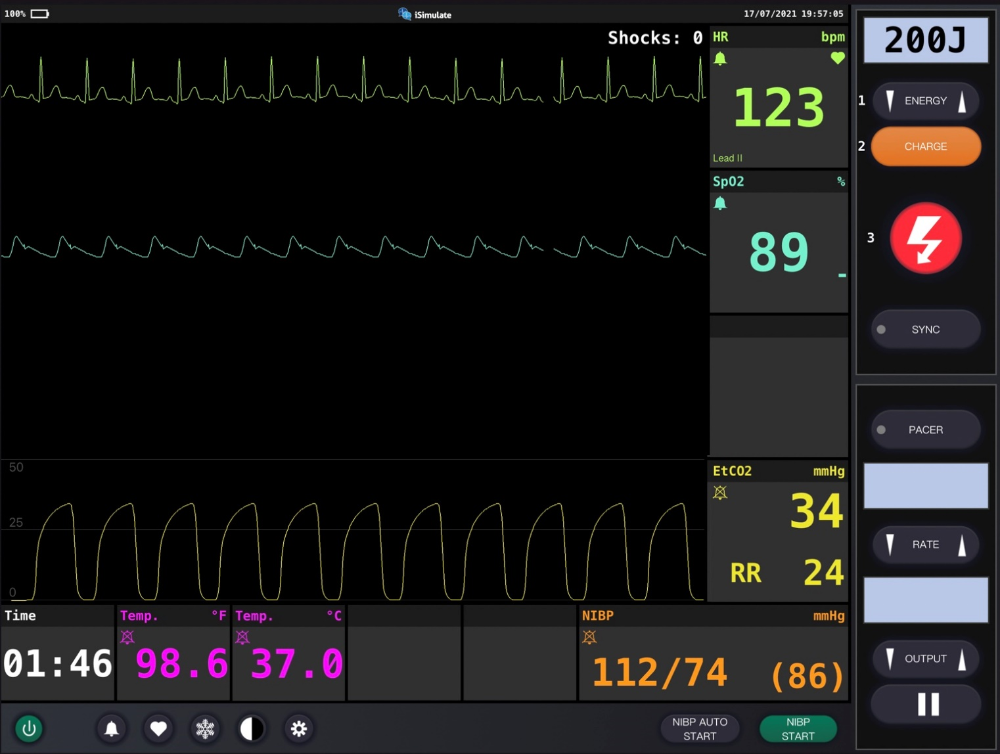 100%
iSimulate
17/07/2021 19:57:05
Shocks: 0
HR bpm
123
Lead II
SpO2 %
89
-
50
25
0
EtCO2 mmHg
34
RR 24
Time
01:46
Temp. °F
98.6
Temp. °C
37.0
NIBP mmHg
112/74 (86)
NIBP AUTO
START
NIBP
START
200J
1 ENERGY
2 CHARGE
3
SYNC
PACER
RATE
OUTPUT